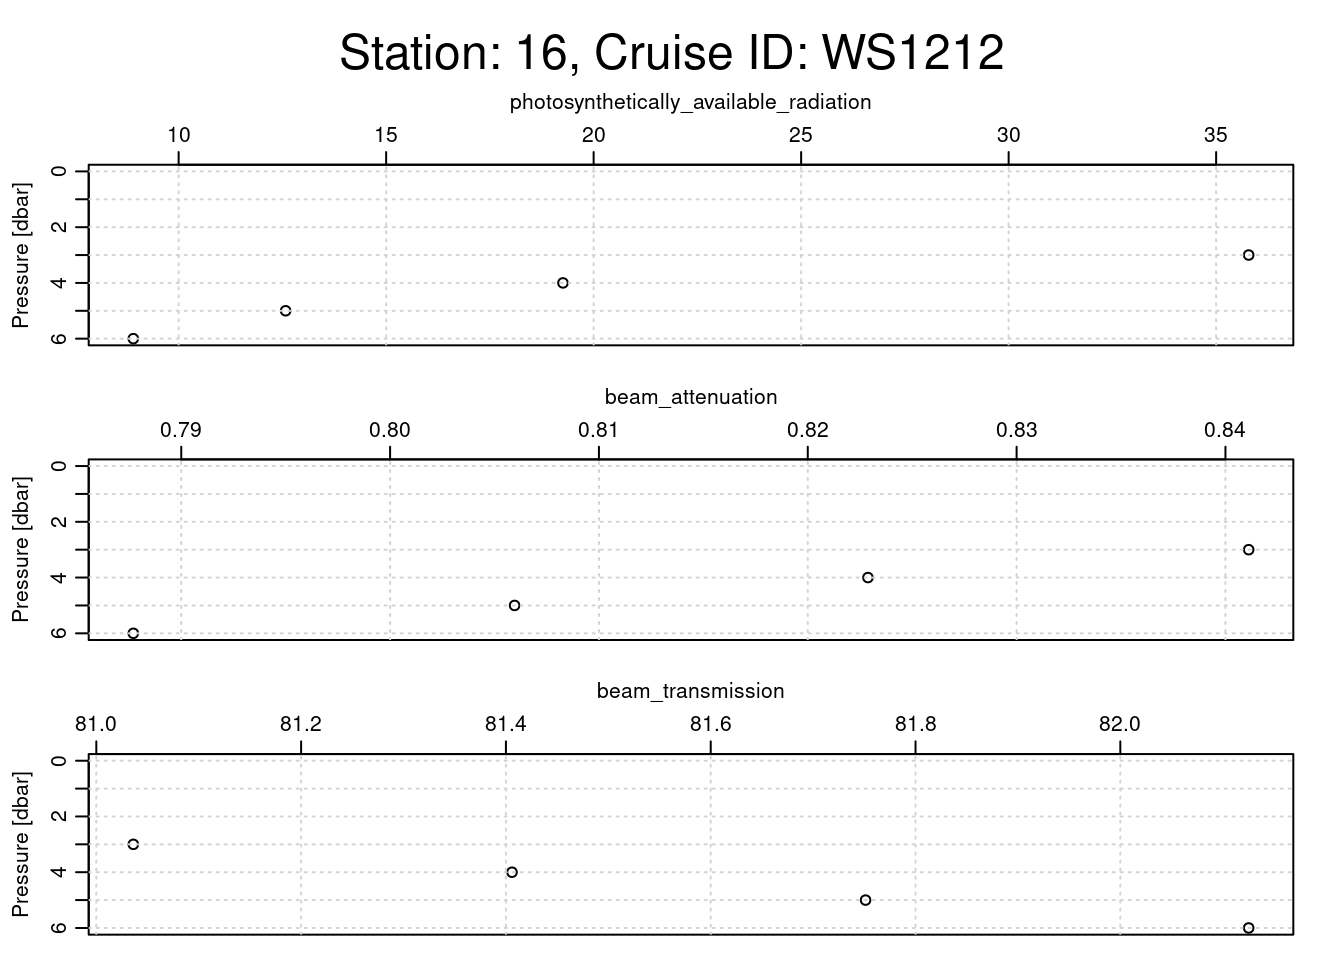 Station: 16, Cruise ID: WS1212
photosynthetically_available_radiation
10 15 20 25 30 35
Pressure [dbar]
0
2
4
6
beam_attenuation
0.79 0.80 0.81 0.82 0.83 0.84
Pressure [dbar]
0
2
4
6
beam_transmission
81.0 81.2 81.4 81.6 81.8 82.0
Pressure [dbar]
0
2
4
6